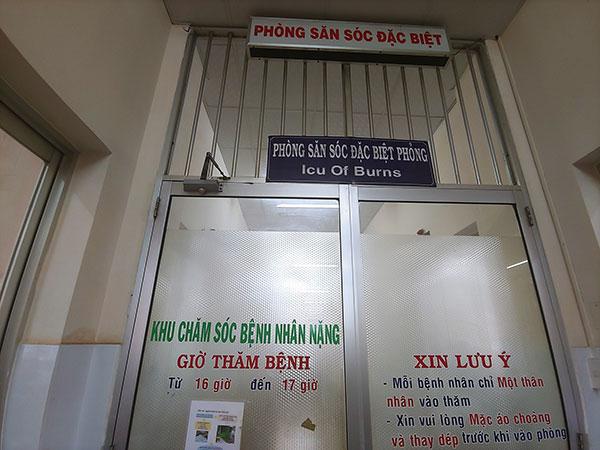 PHÒNG SĂN SÓC ĐẶC BIỆT
PHÒNG SĂN SÓC ĐẶC BIỆT PHỎNG
Icu Of Burns
KHU CHĂM SÓC BỆNH NHÂN NẶNG
GIỜ THĂM BỆNH
Từ 16 giờ đến 17 giờ
XIN LƯU Ý
- Mỗi bệnh nhân chỉ Một thân
nhân vào thăm
- Xin vui lòng Mặc áo choàng
và thay dép trước khi vào phòng